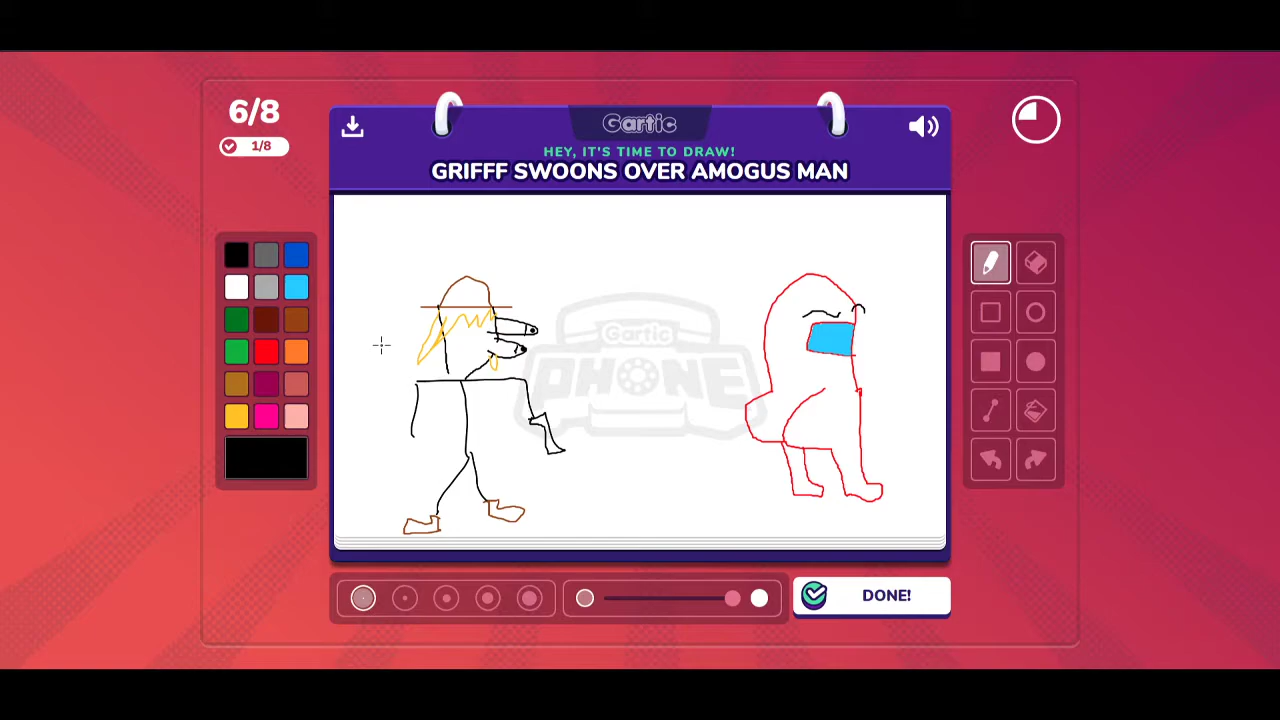 6/8
1/8
Gartic
HEY, IT'S TIME TO DRAW!
GRIFFF SWOONS OVER AMOGUS MAN
Gartic
PHONE
DONE!